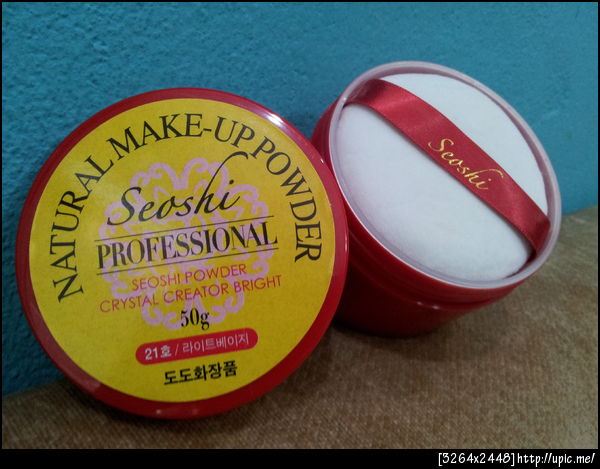 NATURAL MAKE-UP POWDER
Seoshi
PROFESSIONAL
SEOSHI POWDER
CRYSTAL CREATOR BRIGHT
50g
21호 / 라이트베이지
도도화장품
Seoshi
[3264x2448]http://upic.me/